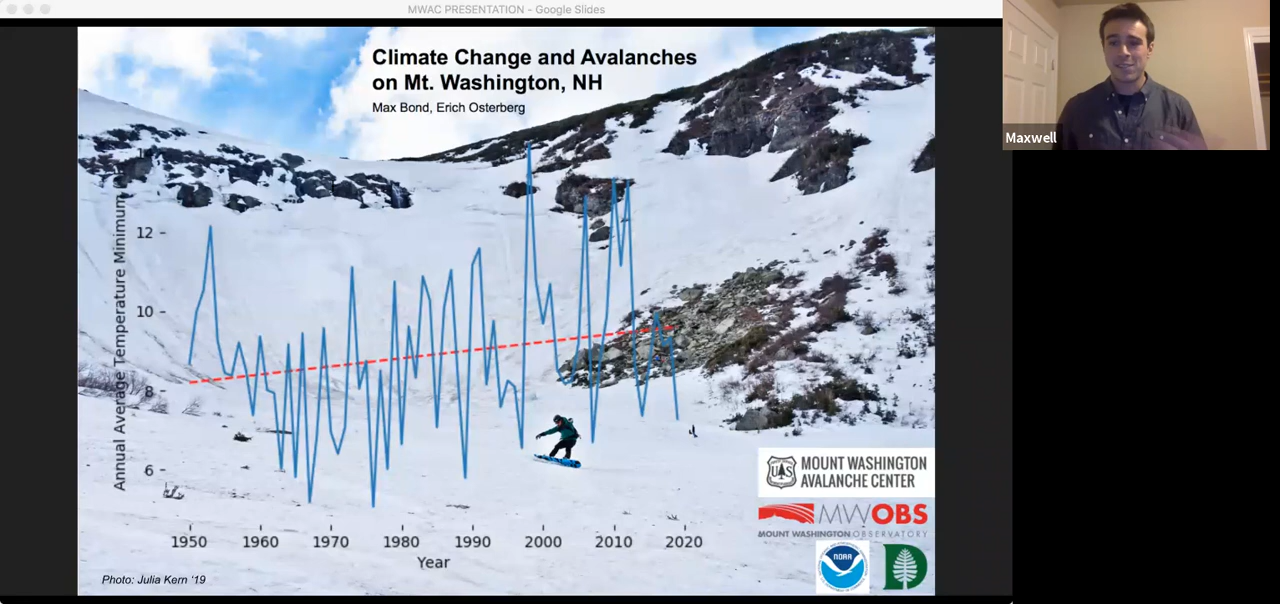 MWAC PRESENTATION - Google Slides
Climate Change and Avalanches
on Mt. Washington, NH
Max Bond, Erich Osterberg
Maxwell
Annual Average Temperature Minimum
12
10
8
6
1950 1960 1970 1980 1990 2000 2010 2020
Year
Photo: Julia Kern '19
US
MOUNT WASHINGTON
AVALANCHE CENTER
MWOBS
MOUNT WASHINGTON OBSERVATORY
NOAA